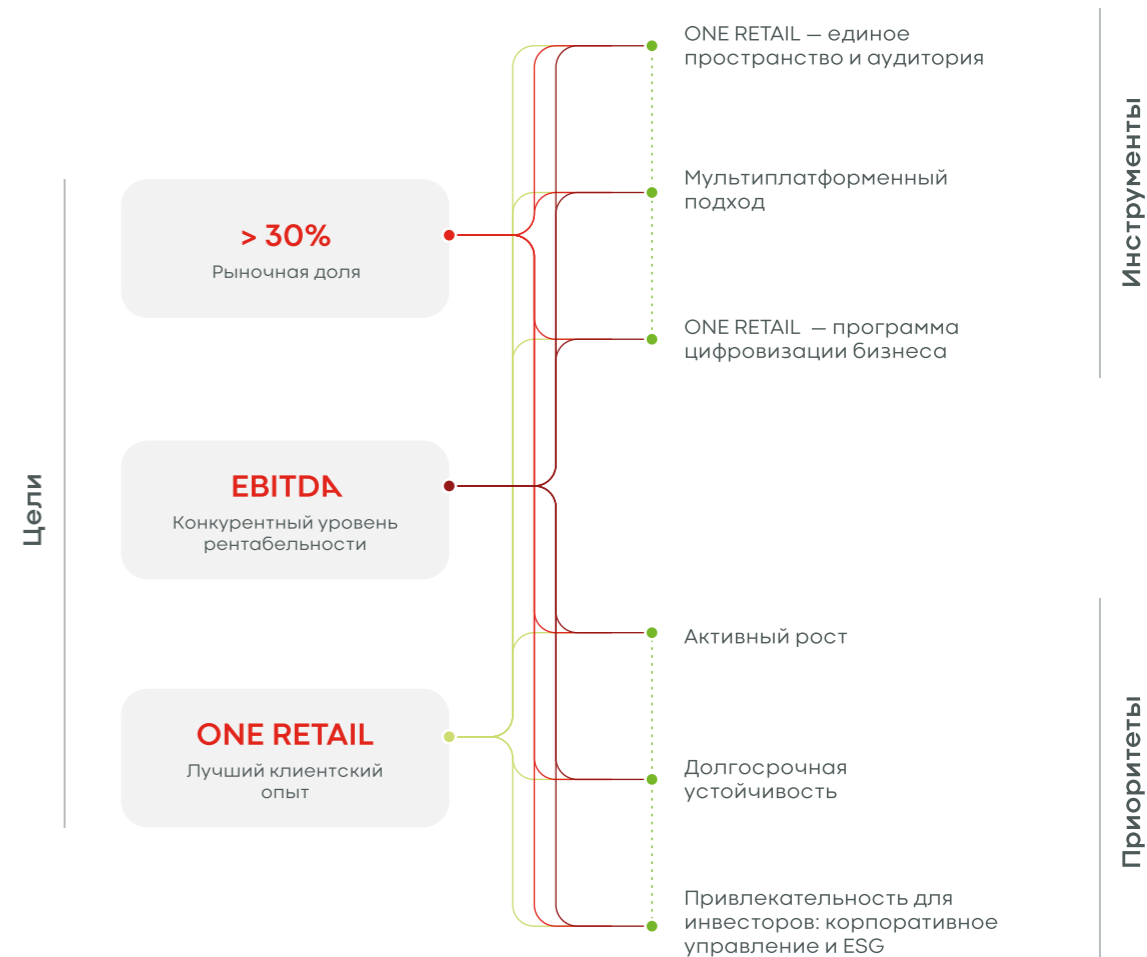 Цели
> 30%
Рыночная доля
EBITDA
Конкурентный уровень
рентабельности
ONE RETAIL
Лучший клиентский
опыт
ONE RETAIL — единое
пространство и аудитория
Мультиплатформенный
подход
ONE RETAIL — программа
цифровизации бизнеса
Инструменты
Активный рост
Долгосрочная
устойчивость
Привлекательность для
инвесторов: корпоративное
управление и ESG
Приоритеты